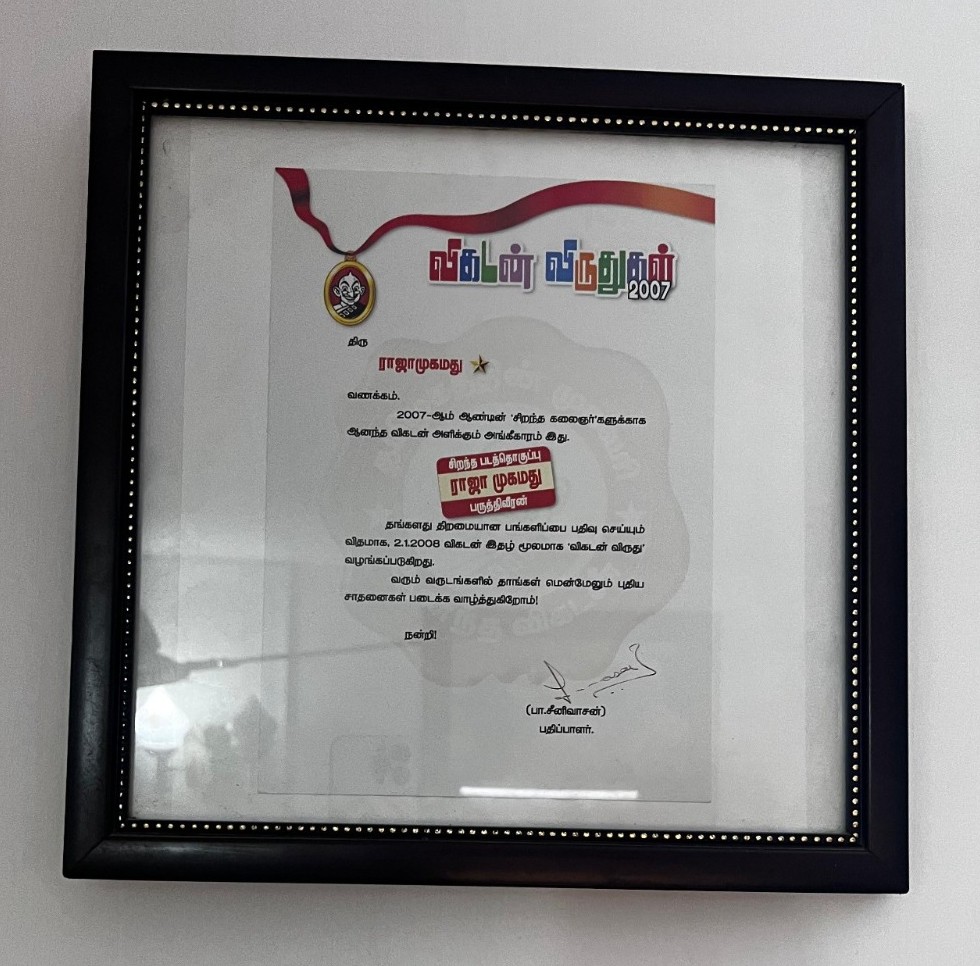 விகடன் விருதுகள்
2007
திரு
ராஜாமுகமது
வணக்கம்.
2007-ஆம் ஆண்டின் 'சிறந்த கலைஞர்'களுக்காக
ஆனந்த விகடன் அளிக்கும் அங்கீகாரம் இது.
சிறந்த படத்தொகுப்பு
ராஜா முகமது
பருத்திவீரன்
தங்களது திறமையான பங்களிப்பை பதிவு செய்யும்
விதமாக, 2.1.2008 விகடன் இதழ் மூலமாக 'விகடன் விருது'
வழங்கப்படுகிறது.
வரும் வருடங்களில் தாங்கள் மென்மேலும் புதிய
சாதனைகள் படைக்க வாழ்த்துகிறோம்!
நன்றி!
(பா.சீனிவாசன்)
பதிப்பாளர்.